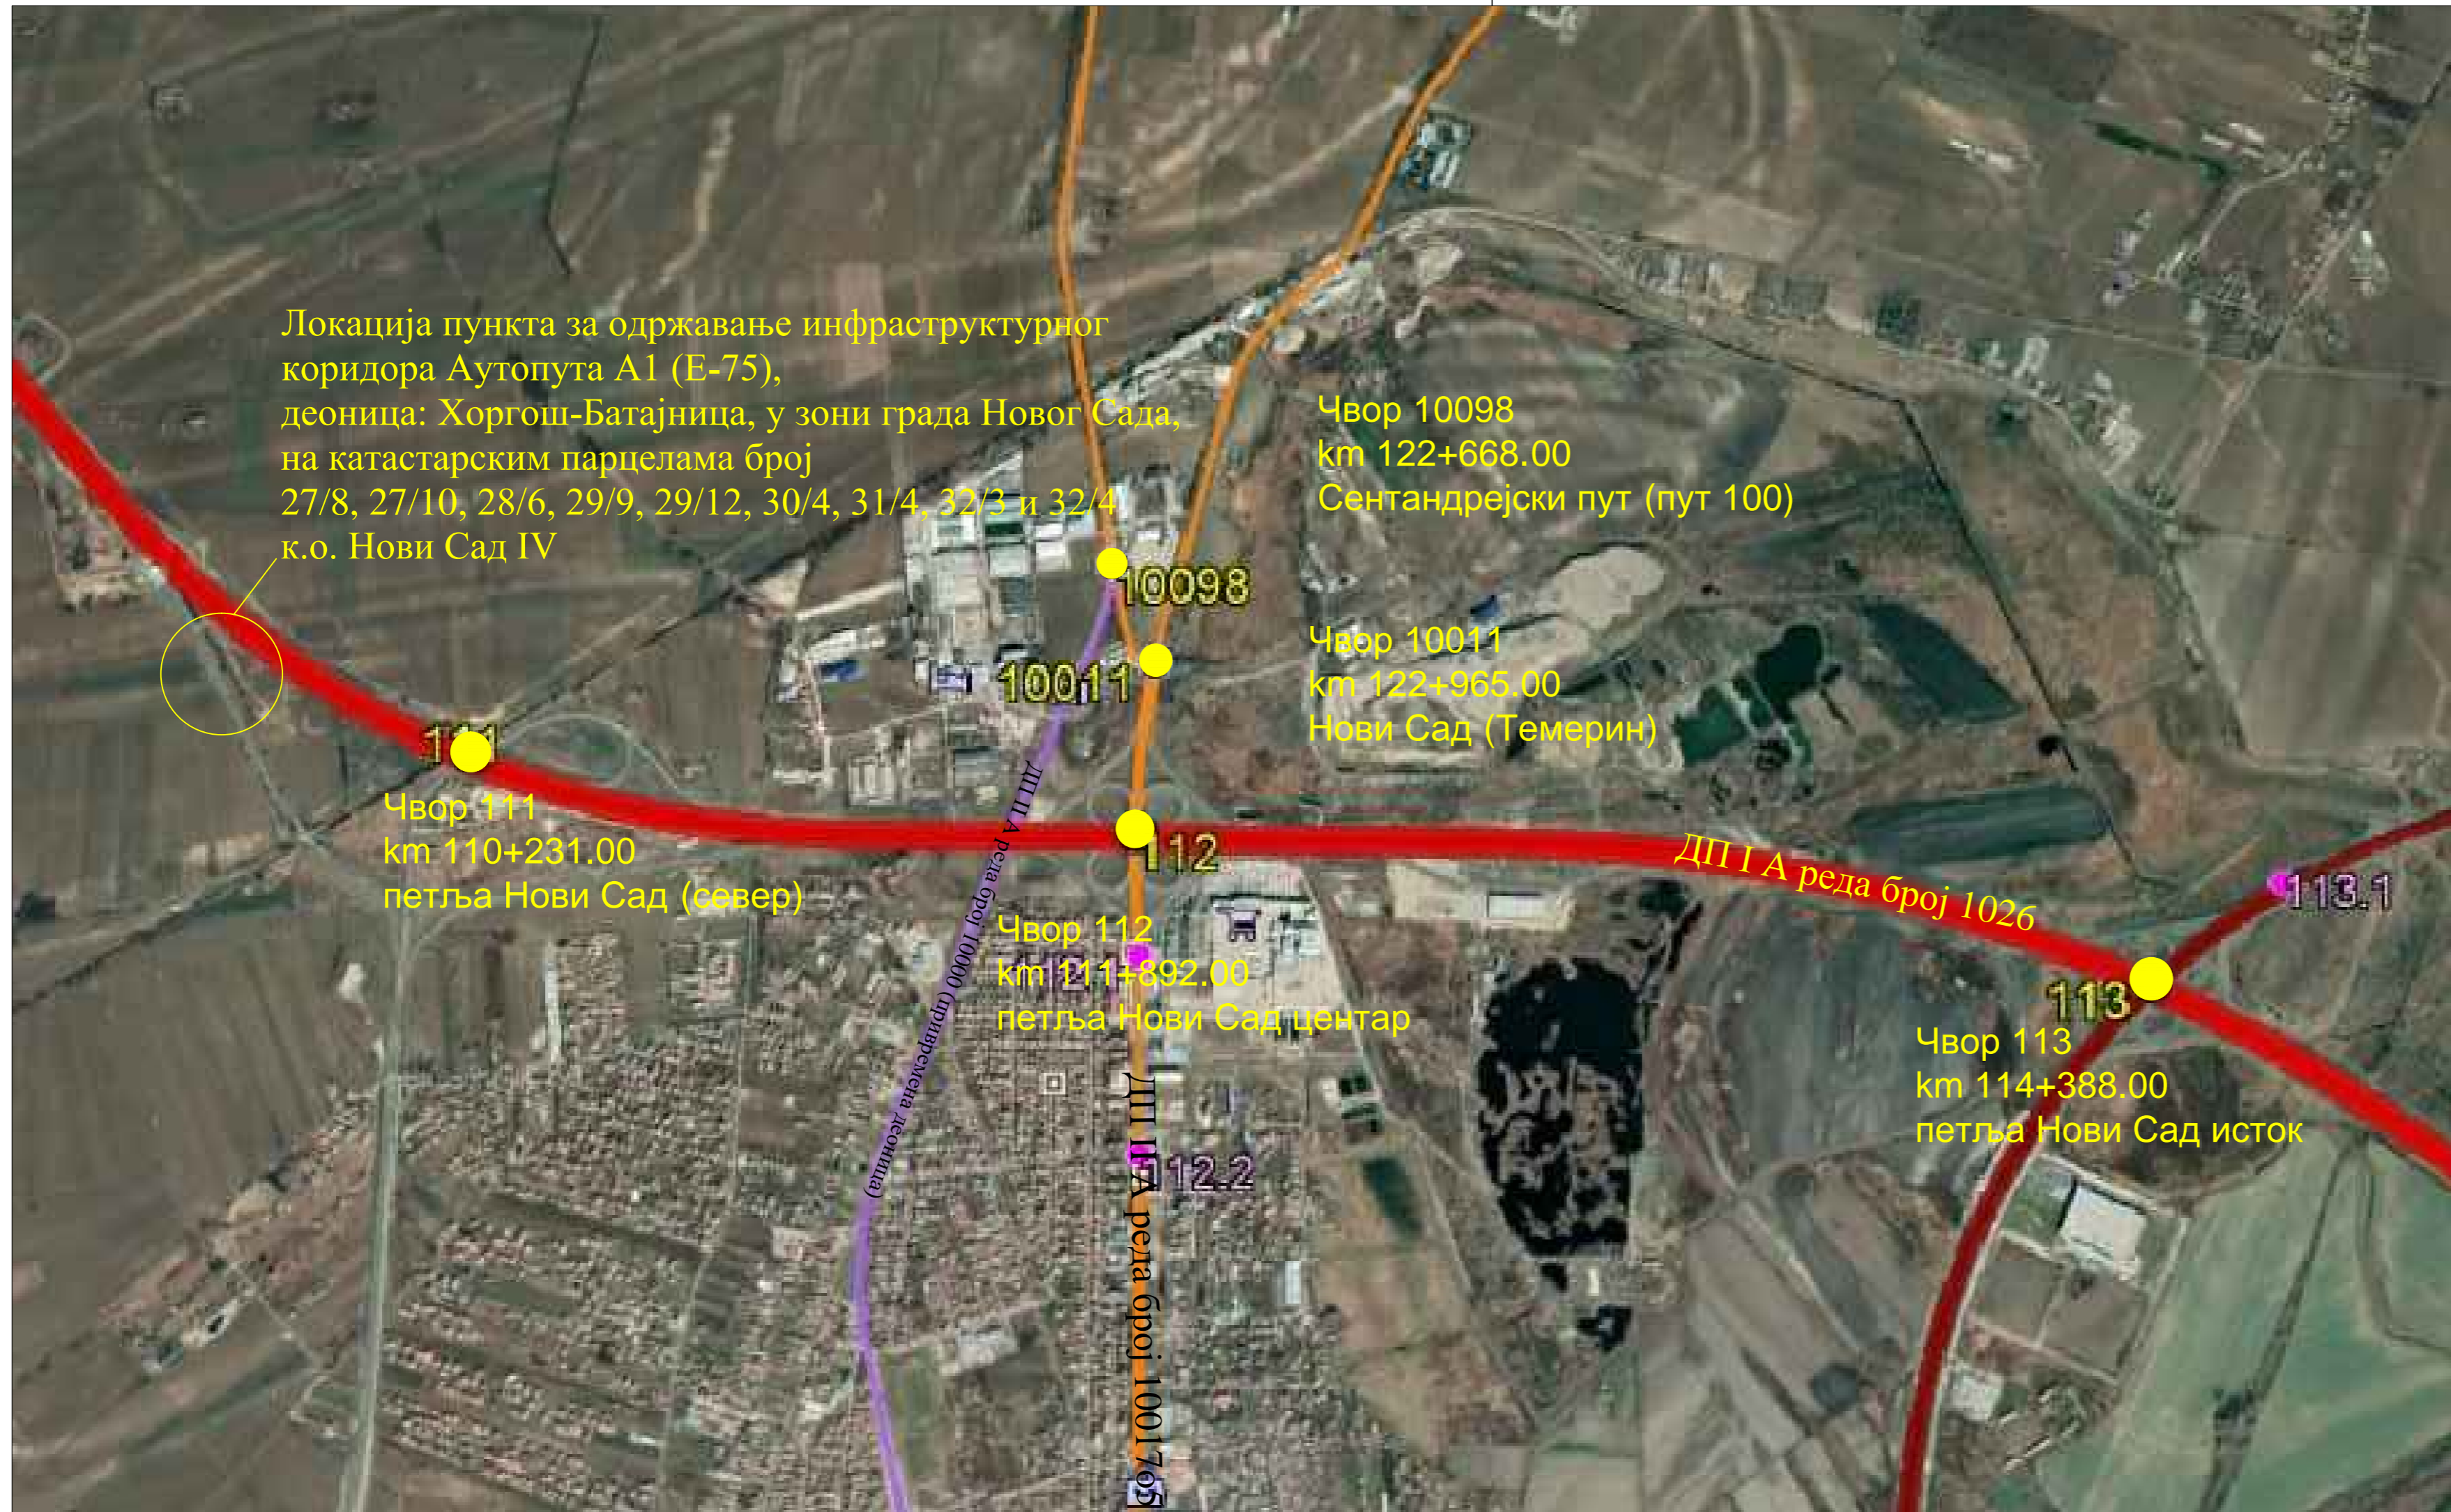 Локација пункта за одржавање инфраструктурног
коридора Аутопута А1 (Е-75),
деоница: Хоргош-Батајница, у зони града Новог Сада,
на катастарским парцелама број
27/8, 27/10, 28/6, 29/9, 29/12, 30/4, 31/4, 32/3 и 32/4
к.о. Нови Сад IV
Чвор 10098
km 122+668.00
Сентандрејски пут (пут 100)
10098
Чвор 10011
km 122+965.00
Нови Сад (Темерин)
10011
111
Чвор 111
km 110+231.00
петља Нови Сад (север)
112
ДП I А реда број 1026
113.1
Чвор 112
km 111+892.00
петља Нови Сад центар
113
Чвор 113
km 114+388.00
петља Нови Сад исток
ДП II А реда број 10000 (привремена деоница)
112.2
ДП II А реда број 10017об